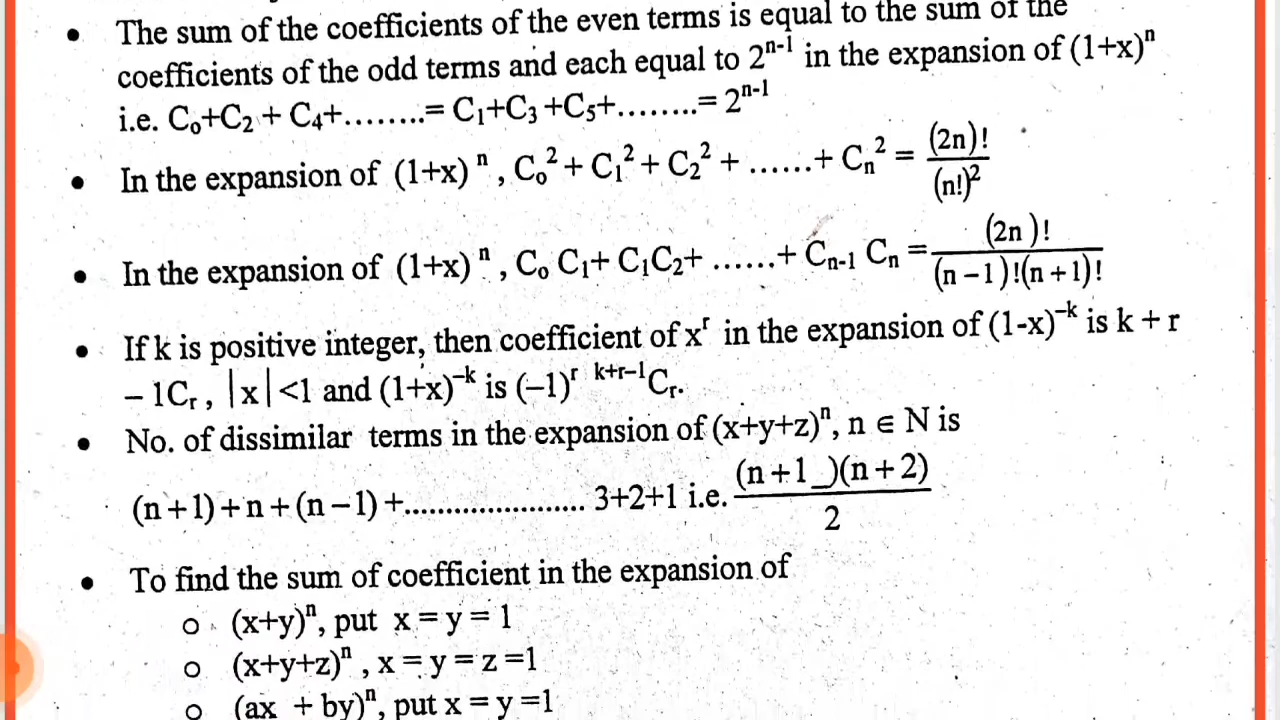 • The sum of the coefficients of the even terms is equal to the sum of the
coefficients of the odd terms and each equal to 2ⁿ⁻¹ in the expansion of (1+x)ⁿ
i.e. C₀+C₂ + C₄+........= C₁+C₃ +C₅+........= 2ⁿ⁻¹
• In the expansion of (1+x) ⁿ , C₀² + C₁² + C₂² + ......+ Cₙ² = (2n)! / (n!)²
• In the expansion of (1+x) ⁿ , C₀ C₁+ C₁C₂+ ......+ Cₙ₋₁ Cₙ = (2n )! / (n – 1)!(n + 1)!
• If k is positive integer, then coefficient of xʳ in the expansion of (1-x)⁻ᵏ is k + r
– 1Cᵣ , |x| <1 and (1+x)⁻ᵏ is (–1)ʳ ᵏ⁺ʳ⁻¹Cᵣ.
• No. of dissimilar terms in the expansion of (x+y+z)ⁿ, n ∈ N is
(n + 1) + n + (n – 1) +...................... 3+2+1 i.e. (n + 1_)(n + 2) / 2
• To find the sum of coefficient in the expansion of
o (x+y)ⁿ, put x = y = 1
o (x+y+z)ⁿ , x = y = z =1
o (ax + by)ⁿ, put x = y =1